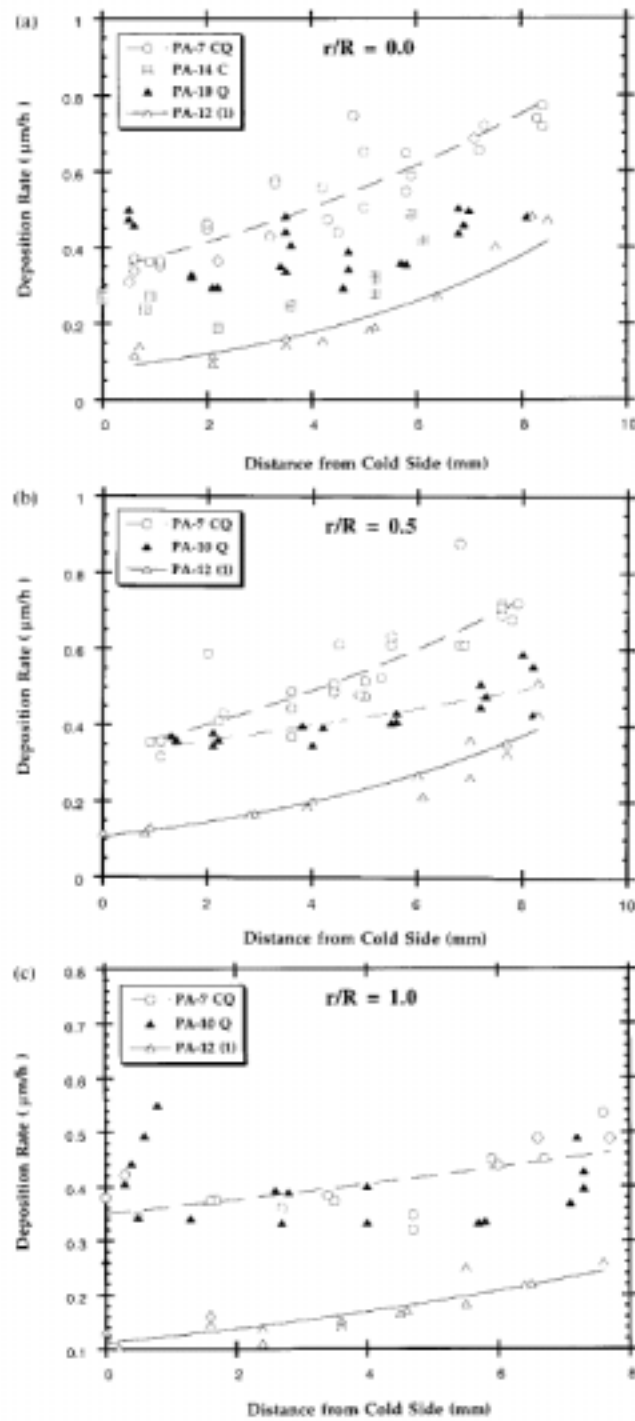 (a)
1
0.8
0.6
0.4
0.2
0
Deposition Rate ( μm/h )
PA-7 CQ
PA-14 C
PA-10 Q
PA-12 (1)
r/R = 0.0
0 2 4 6 8 10
Distance from Cold Side (mm)
(b)
1
0.8
0.6
0.4
0.2
0
Deposition Rate ( μm/h )
PA-7 CQ
PA-10 Q
PA-12 (1)
r/R = 0.5
0 2 4 6 8 10
Distance from Cold Side (mm)
(c)
0.8
0.7
0.6
0.5
0.4
0.3
0.2
0.1
Deposition Rate ( μm/h )
PA-7 CQ
PA-10 Q
PA-12 (1)
r/R = 1.0
0 2 4 6 8
Distance from Cold Side (mm)